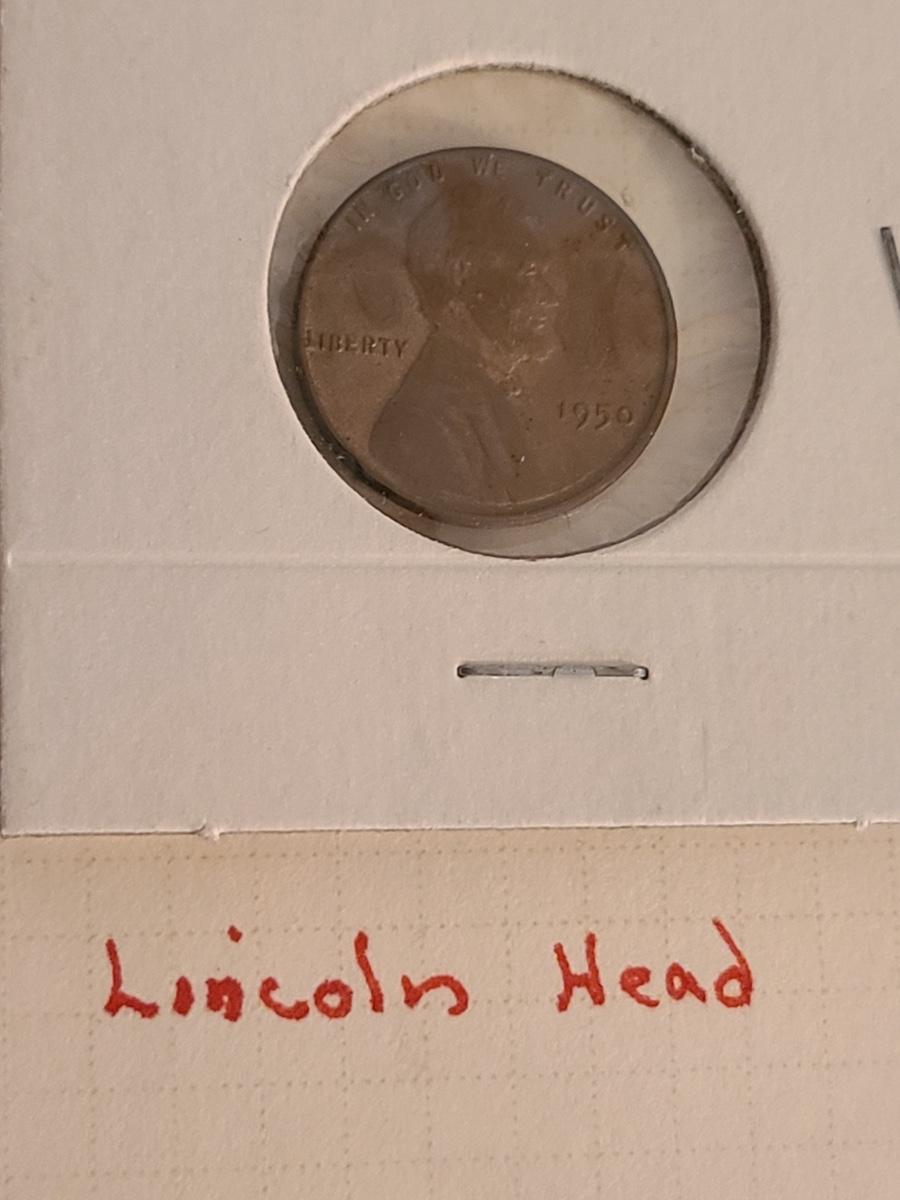 IN GOD WE TRUST
LIBERTY
1950
Lincoln Head